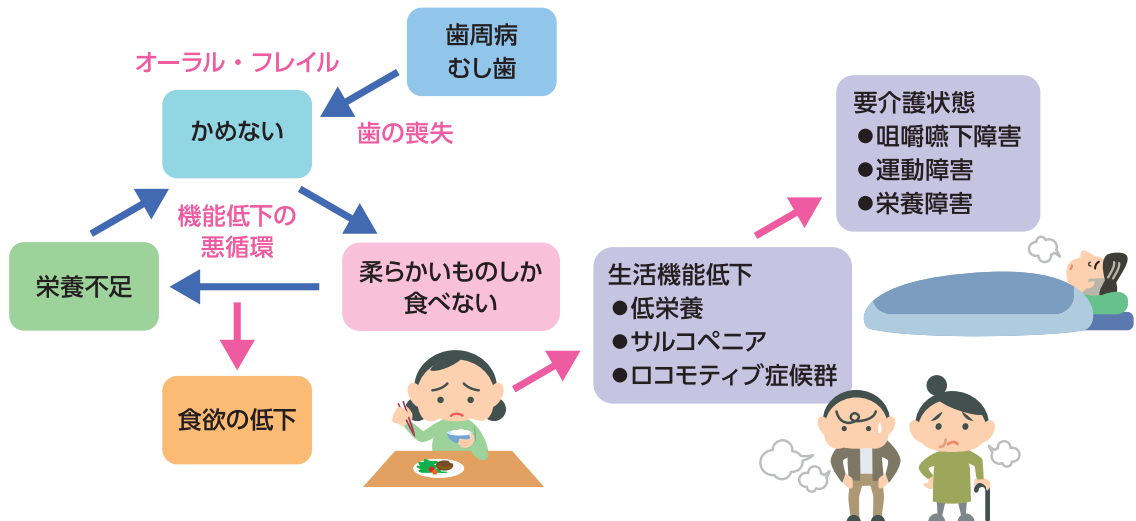 歯周病
むし歯
オーラル・フレイル
かめない
歯の喪失
機能低下の
悪循環
栄養不足
柔らかいものしか
食べない
食欲の低下
生活機能低下
●低栄養
●サルコペニア
●ロコモティブ症候群
要介護状態
●咀嚼嚥下障害
●運動障害
●栄養障害